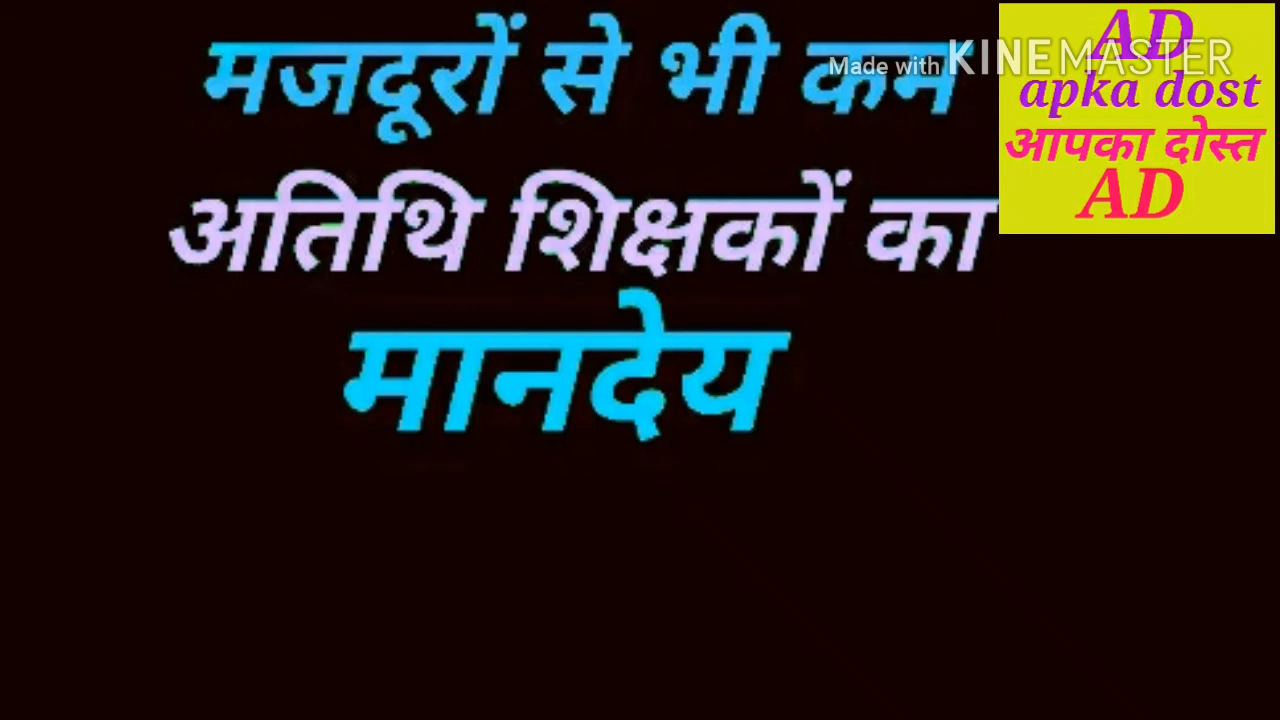 मजदूरों से भी कम
अतिथि शिक्षकों का
मानदेय
Made with KINEMASTER
AD
apka dost
आपका दोस्त
AD